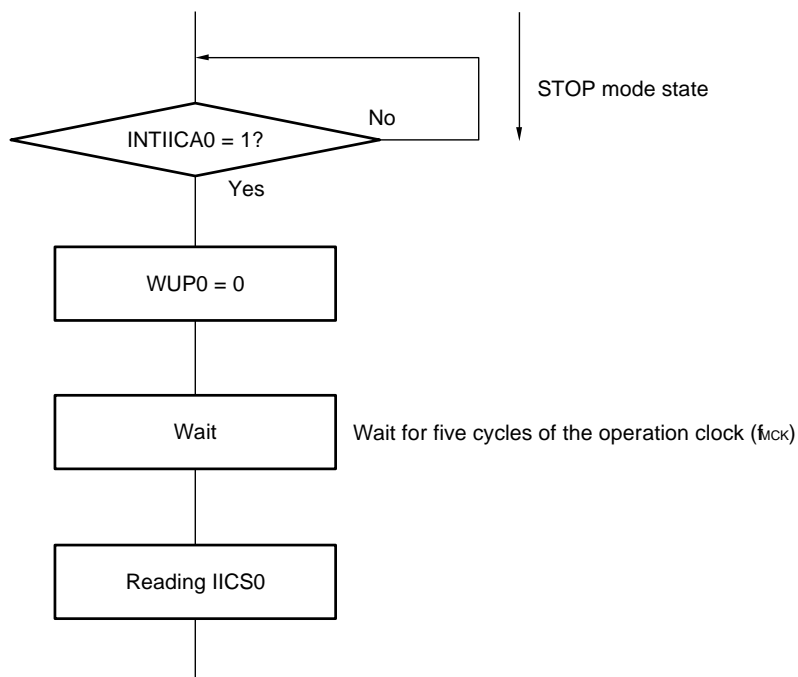 STOP mode state
No
INTIICA0 = 1?
Yes
WUP0 = 0
Wait
Wait for five cycles of the operation clock (fMCK)
Reading IICS0